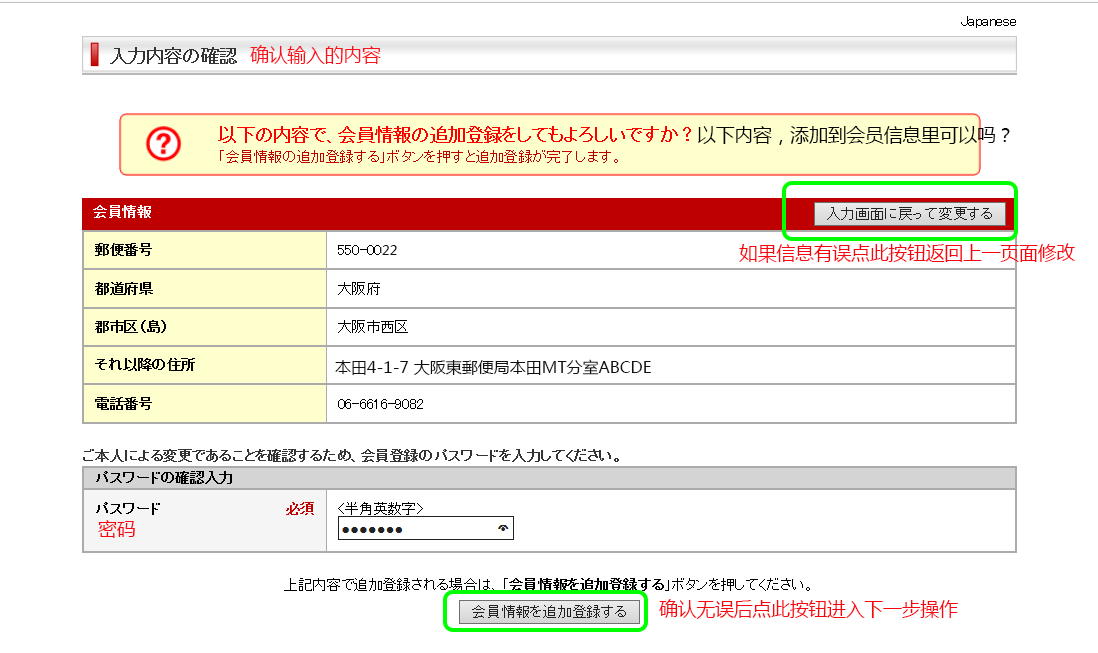 Japanese
入力内容の確認 确认输入的内容
以下の内容で、会員情報の追加登録をしてもよろしいですか？以下内容，添加到会员信息里可以吗？
「会員情報の追加登録する」ボタンを押すと追加登録が完了します。
会員情報 入力画面に戻って変更する
郵便番号 550-0022 如果信息有误点此按钮返回上一页面修改
都道府県 大阪府
郡市区(島) 大阪市西区
それ以降の住所 本田4-1-7 大阪東郵便局本田MT分室ABCDE
電話番号 06-6616-9082
ご本人による変更であることを確認するため、会員登録のパスワードを入力してください。
パスワードの確認入力
パスワード 必須 <半角英数字>
密码 ●●●●●●●
上記内容で追加登録される場合は、「会員情報を追加登録する」ボタンを押してください。
会員情報を追加登録する 确认无误后点此按钮进入下一步操作